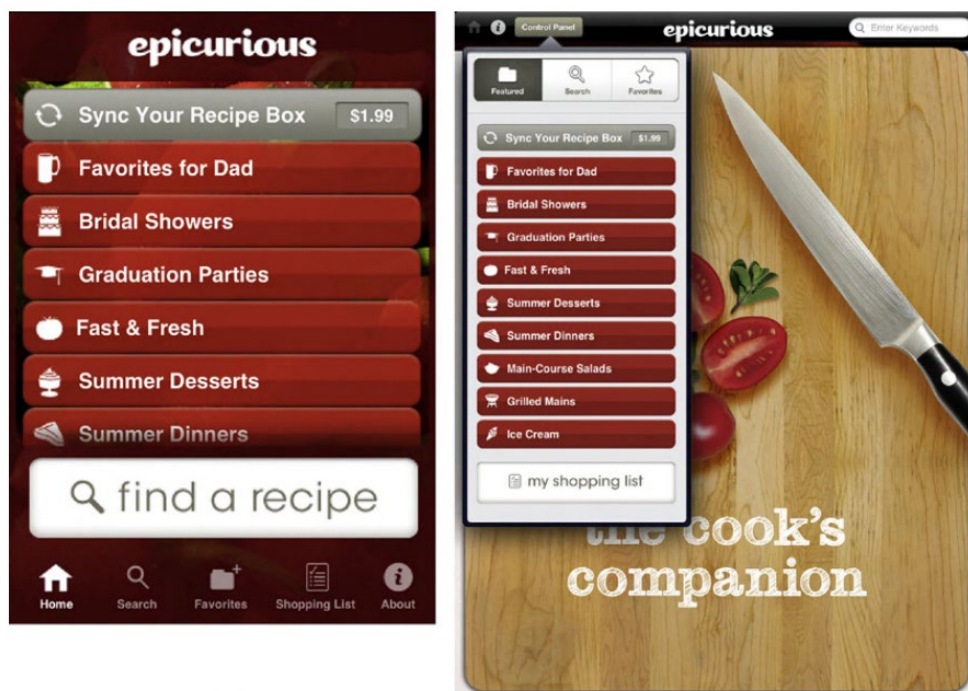 epicurious
Sync Your Recipe Box $1.99
Favorites for Dad
Bridal Showers
Graduation Parties
Fast & Fresh
Summer Desserts
Summer Dinners
find a recipe
Home Search Favorites Shopping List About
Control Panel epicurious Enter Keywords
Featured Search Favorites
Sync Your Recipe Box $1.99
Favorites for Dad
Bridal Showers
Graduation Parties
Fast & Fresh
Summer Desserts
Summer Dinners
Main-Course Salads
Grilled Mains
Ice Cream
my shopping list
the cook's
companion